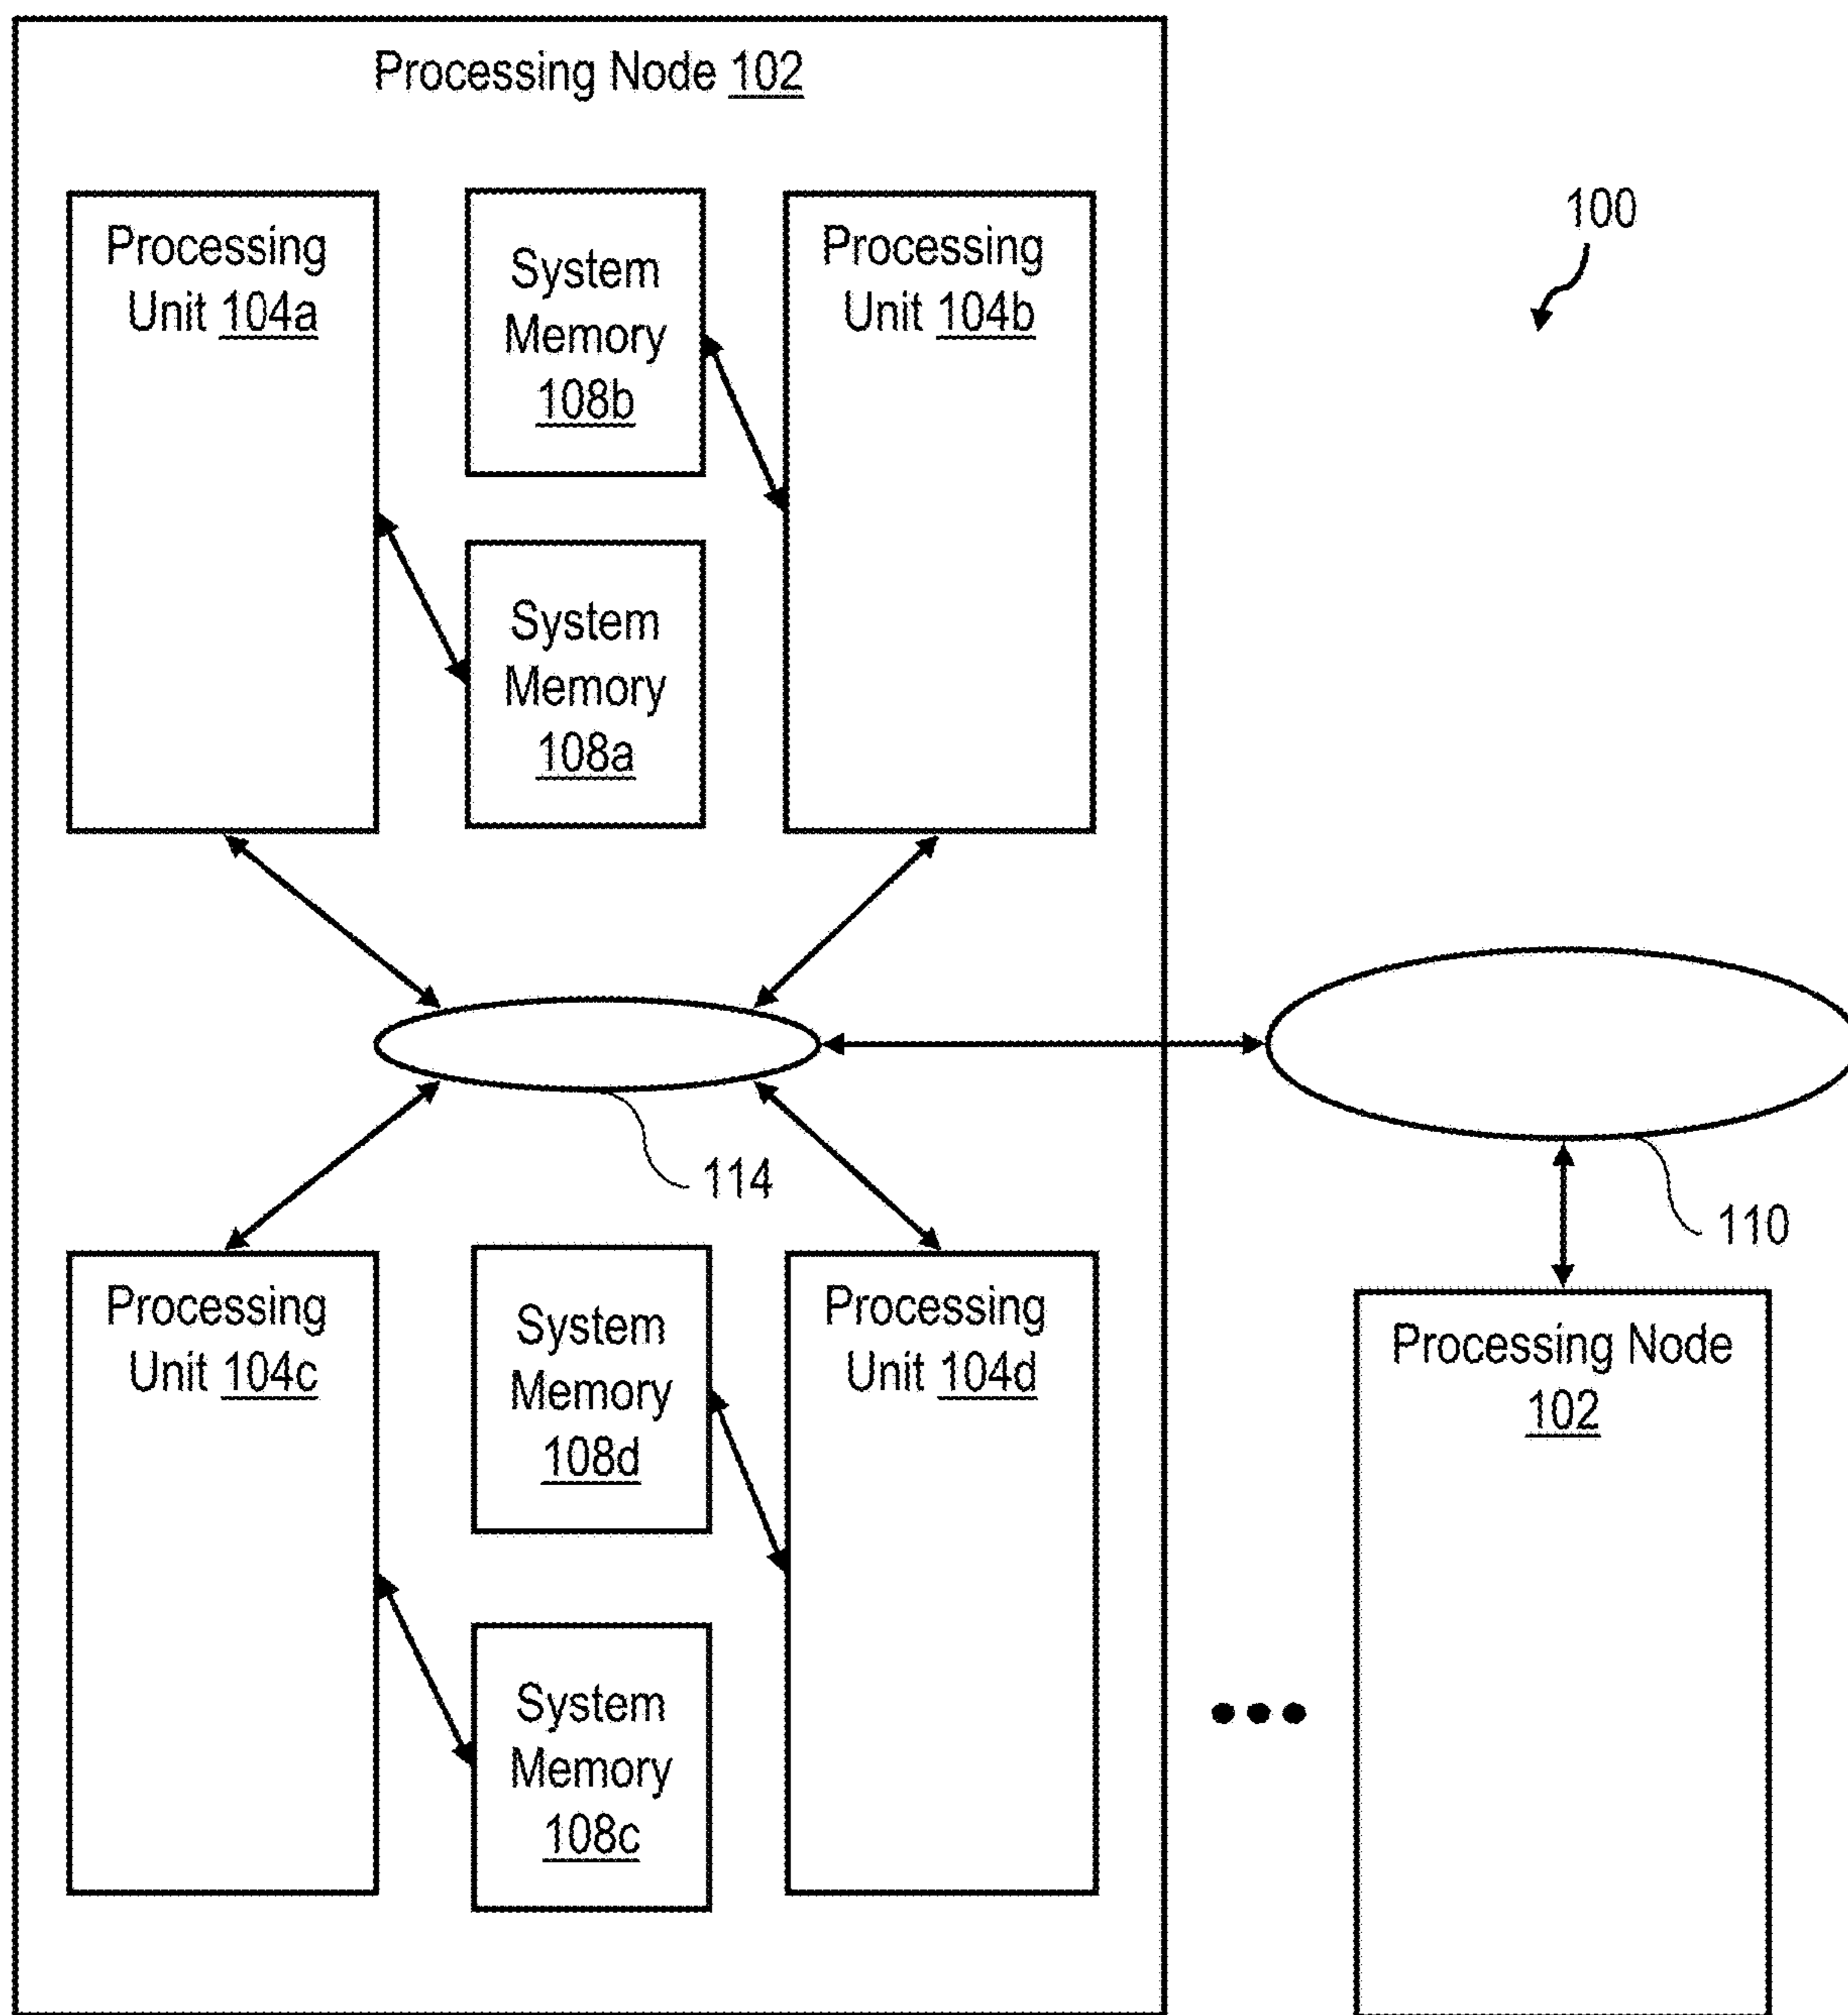 Processing Node 102
Processing
Unit 104a
System
Memory
108b
Processing
Unit 104b
100
System
Memory
108a
114
110
Processing
Unit 104c
System
Memory
108d
Processing
Unit 104d
Processing Node
102
System
Memory
108c